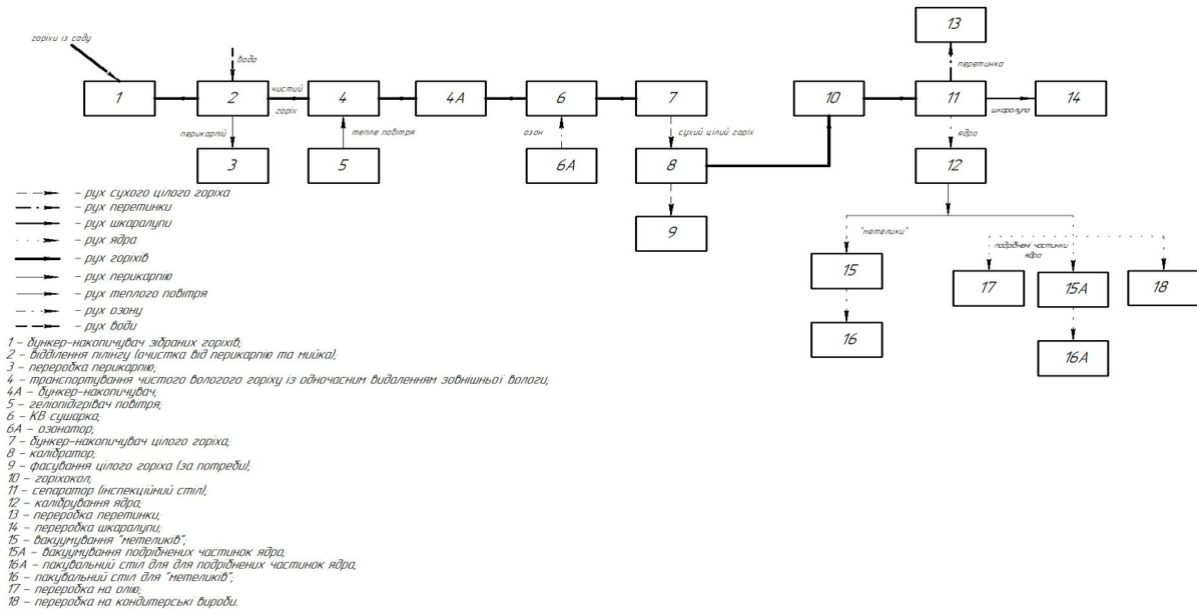 горіхи із саду
вода
1
2
чистий
горіх
4
4А
6
7
10
11
13
перетинка
шкаралупа
14
перикарпій
тепле повітря
озон
сухий цілий горіх
ядро
3
5
6А
8
12
9
– рух сухого цілого горіха
– рух перетинки
– рух шкаралупи
– рух ядра
– рух горіхів
– рух перикарпію
– рух теплого повітря
– рух озону
– рух води
"метелики"
подрібнені частинки
ядра
15
17
15А
18
16
16А
1 – бункер-накопичувач зібраних горіхів;
2 – відділення пілінгу (очистка від перикарпію та мийка);
3 – переробка перикарпію;
4 – транспортування чистого вологого горіху із одночасним видаленням зовнішньої вологи;
4А – бункер-накопичувач;
5 – геліопідігрівач повітря;
6 – КВ сушарка;
6А – озонатор;
7 – бункер-накопичувач цілого горіха;
8 – калібратор;
9 – фасування цілого горіха (за потреби);
10 – горіхокол;
11 – сепаратор (інспекційний стіл);
12 – калібрування ядра;
13 – переробка перетинки;
14 – переробка шкаралупи;
15 – вакуумування "метеликів";
15А – вакуумування подрібнених частинок ядра;
16А – пакувальний стіл для для подрібнених частинок ядра;
16 – пакувальний стіл для "метеликів";
17 – переробка на олію;
18 – переробка на кондитерські вироби.